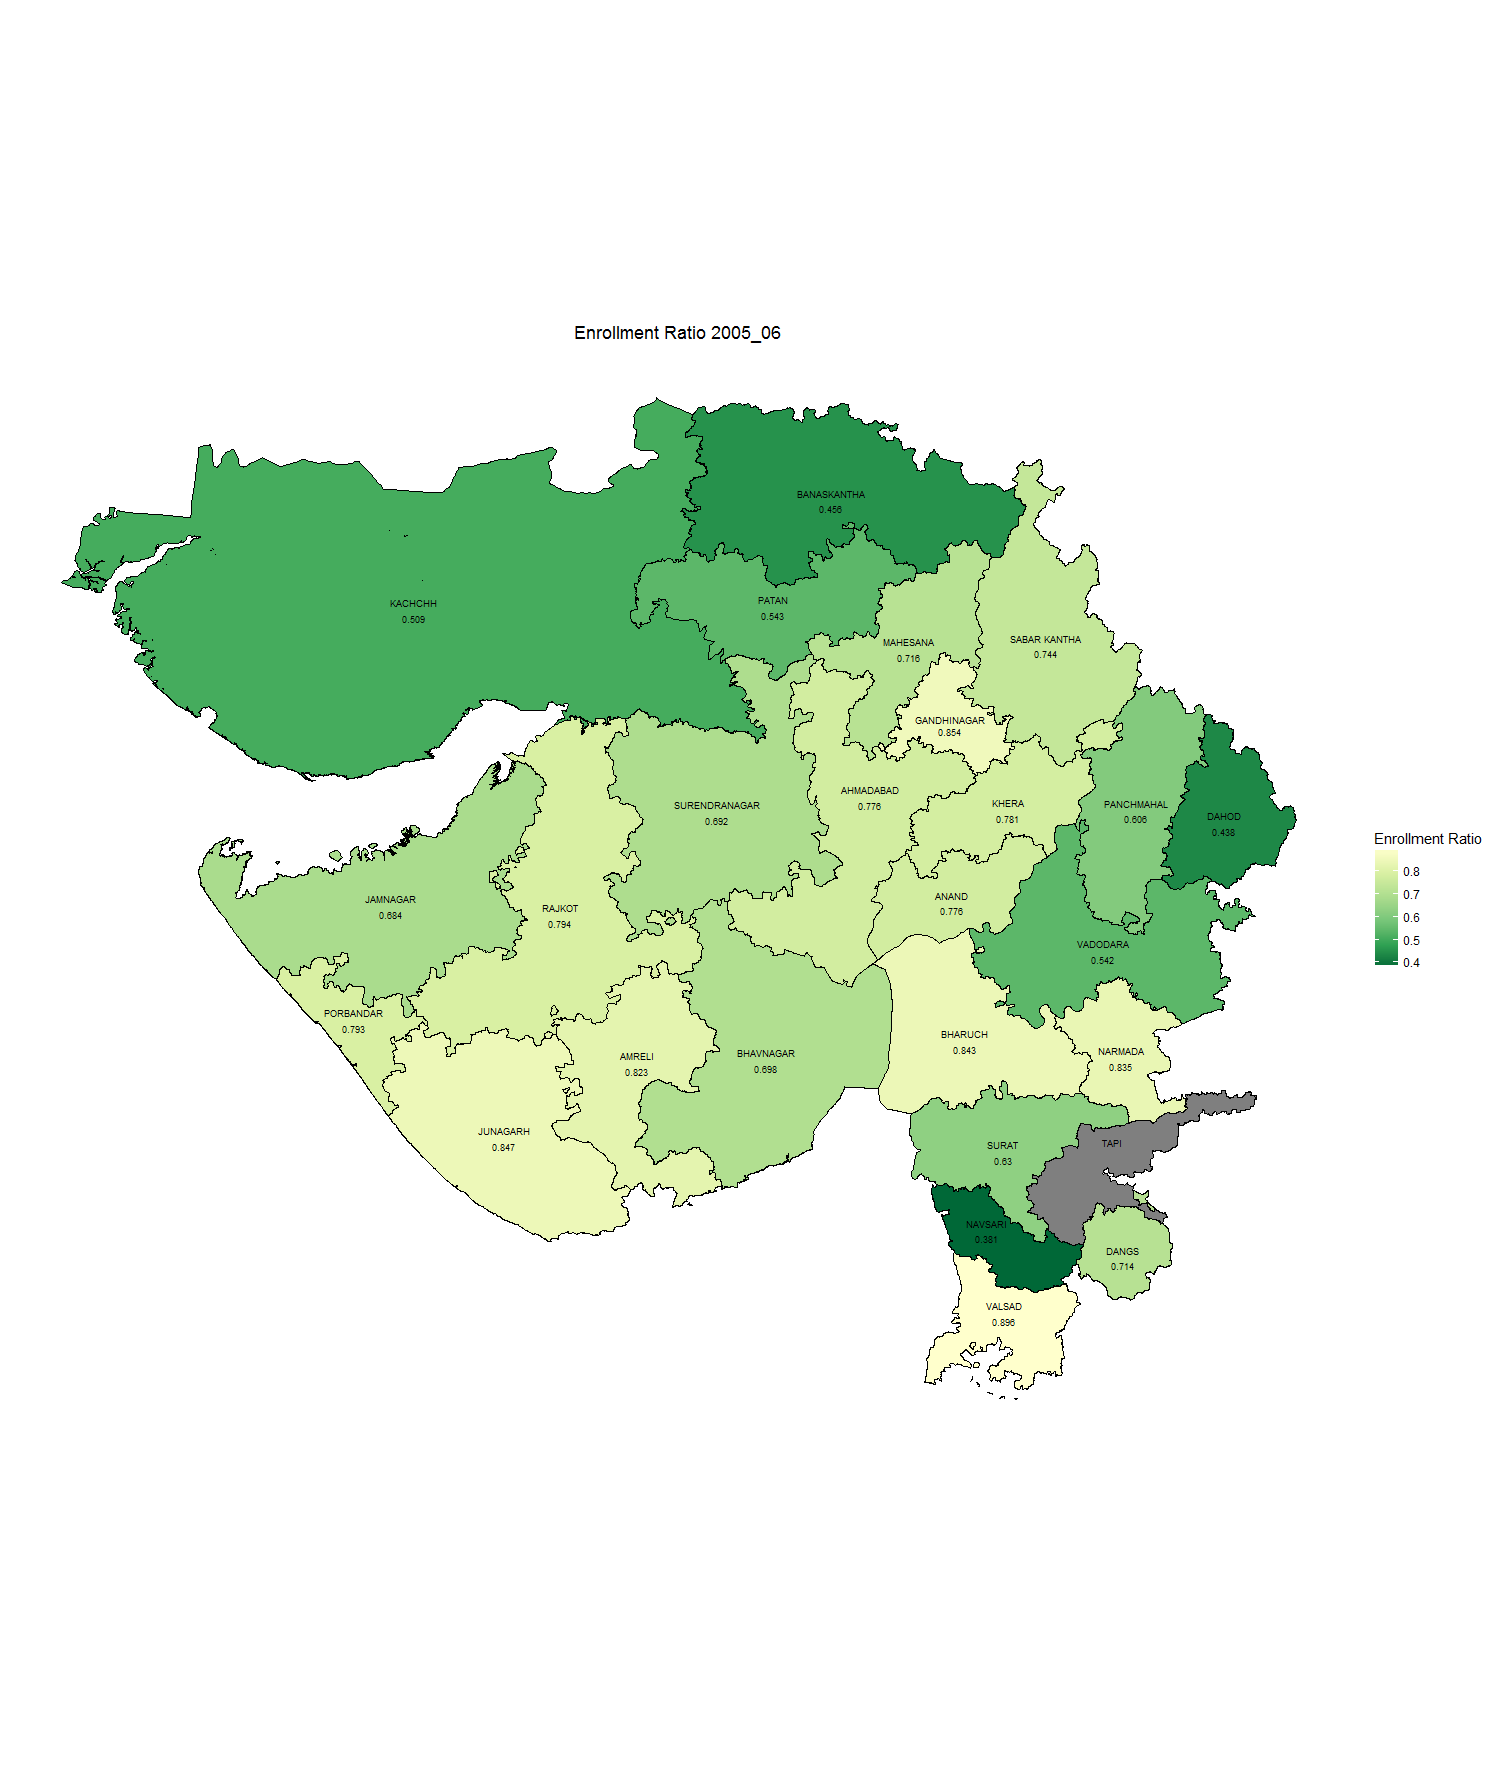 Enrollment Ratio 2005_06
BANASKANTHA
0.456
KACHCHH
0.509
PATAN
0.543
MAHESANA
0.716
SABAR KANTHA
0.744
GANDHINAGAR
0.854
AHMADABAD
0.776
SURENDRANAGAR
0.692
KHERA
0.781
PANCHMAHAL
0.606
DAHOD
0.438
JAMNAGAR
0.684
RAJKOT
0.794
ANAND
0.776
VADODARA
0.542
PORBANDAR
0.793
AMRELI
0.823
BHAVNAGAR
0.698
BHARUCH
0.843
NARMADA
0.835
JUNAGARH
0.847
SURAT
0.63
TAPI
NAVSARI
0.381
DANGS
0.714
VALSAD
0.896
Enrollment Ratio
0.8
0.7
0.6
0.5
0.4